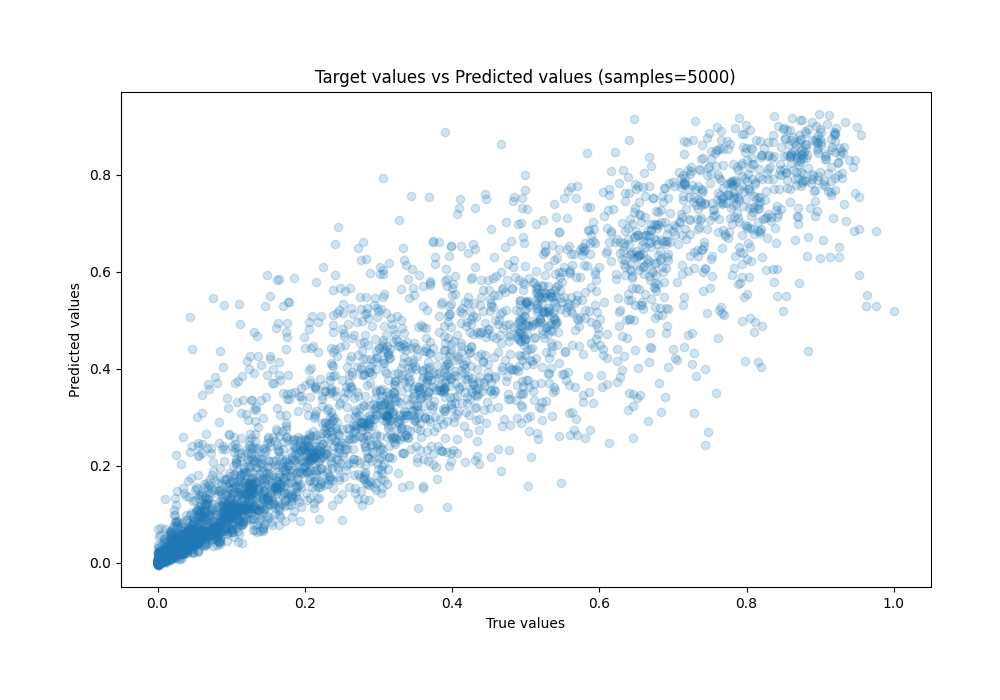 Target values vs Predicted values (samples=5000)
Predicted values
0.8
0.6
0.4
0.2
0.0
0.0 0.2 0.4 0.6 0.8 1.0
True values